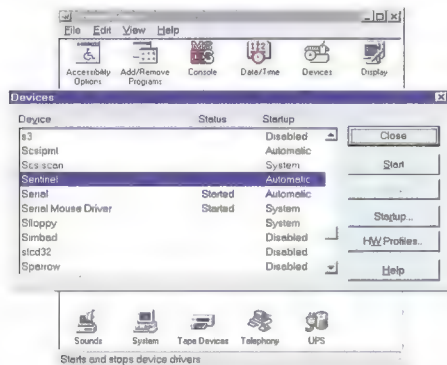 File Edit View Help
Accessibility Options
Add/Remove Programs
Console
Date/Time
Devices
Display
Devices
Device Status Startup
s3 Disabled
Scsiprnt Automatic
Scsiscan System
Sentinel Automatic
Serial Started Automatic
Serial Mouse Driver Started System
Sfloppy System
Simbad Disabled
slcd32 Disabled
Sparrow Disabled
Close
Start
Startup...
HW Profiles...
Help
Sounds
System
Tape Devices
Telephony
UPS
Starts and stops device drivers